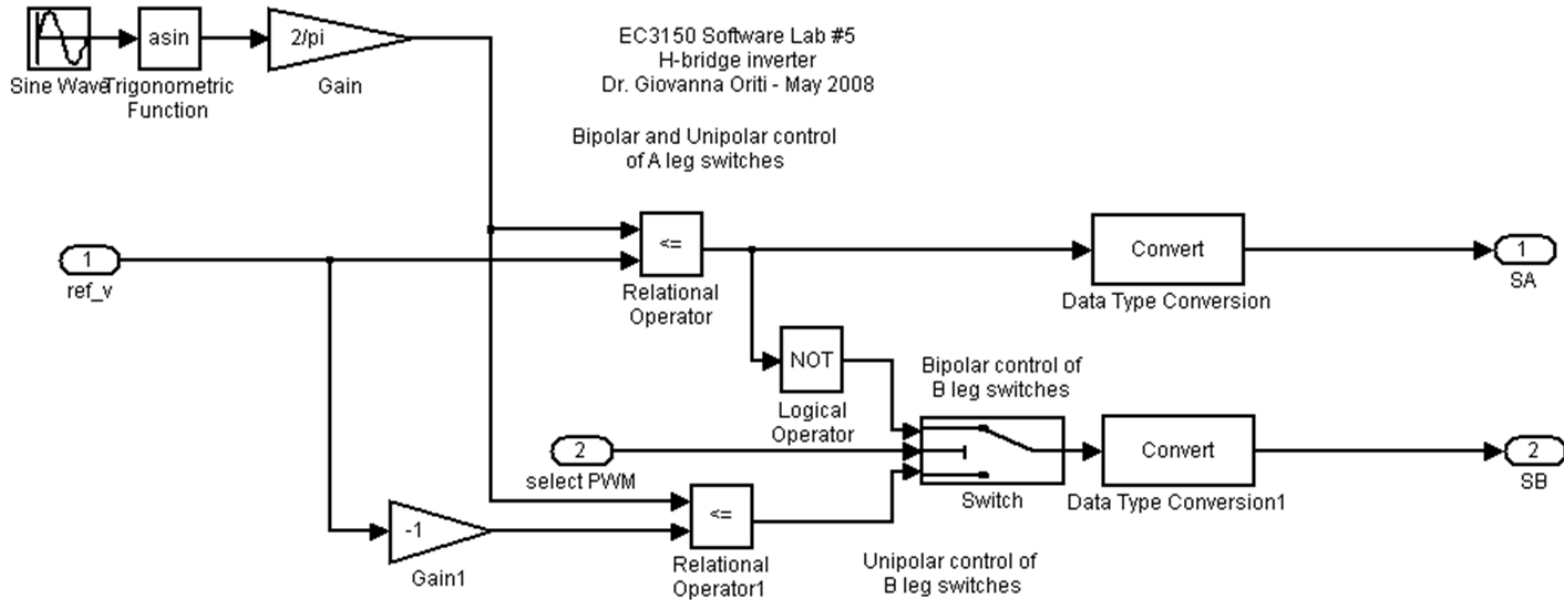 EC3150 Software Lab #5
H-bridge inverter
Dr. Giovanna Oriti - May 2008
asin
2/pi
Sine Wave
Trigonometric
Function
Gain
Bipolar and Unipolar control
of A leg switches
1
ref_v
<=
Relational
Operator
Convert
Data Type Conversion
1
SA
NOT
Logical
Operator
Bipolar control of
B leg switches
2
select PWM
Switch
Convert
Data Type Conversion1
2
SB
-1
Gain1
<=
Relational
Operator1
Unipolar control of
B leg switches